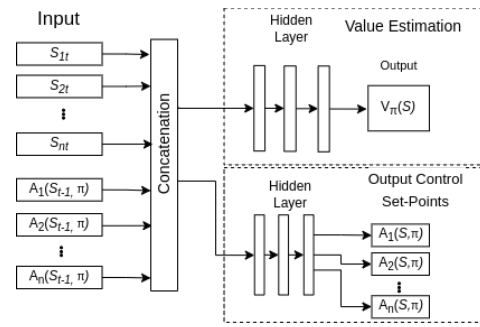 Input
S1t
S2t
...
Snt
A1(St-1, π)
A2(St-1, π)
...
An(St-1, π)
Concatenation
Hidden
Layer
Value Estimation
Output
Vπ(S)
Hidden
Layer
Output Control
Set-Points
A1(S,π)
A2(S,π)
...
An(S,π)